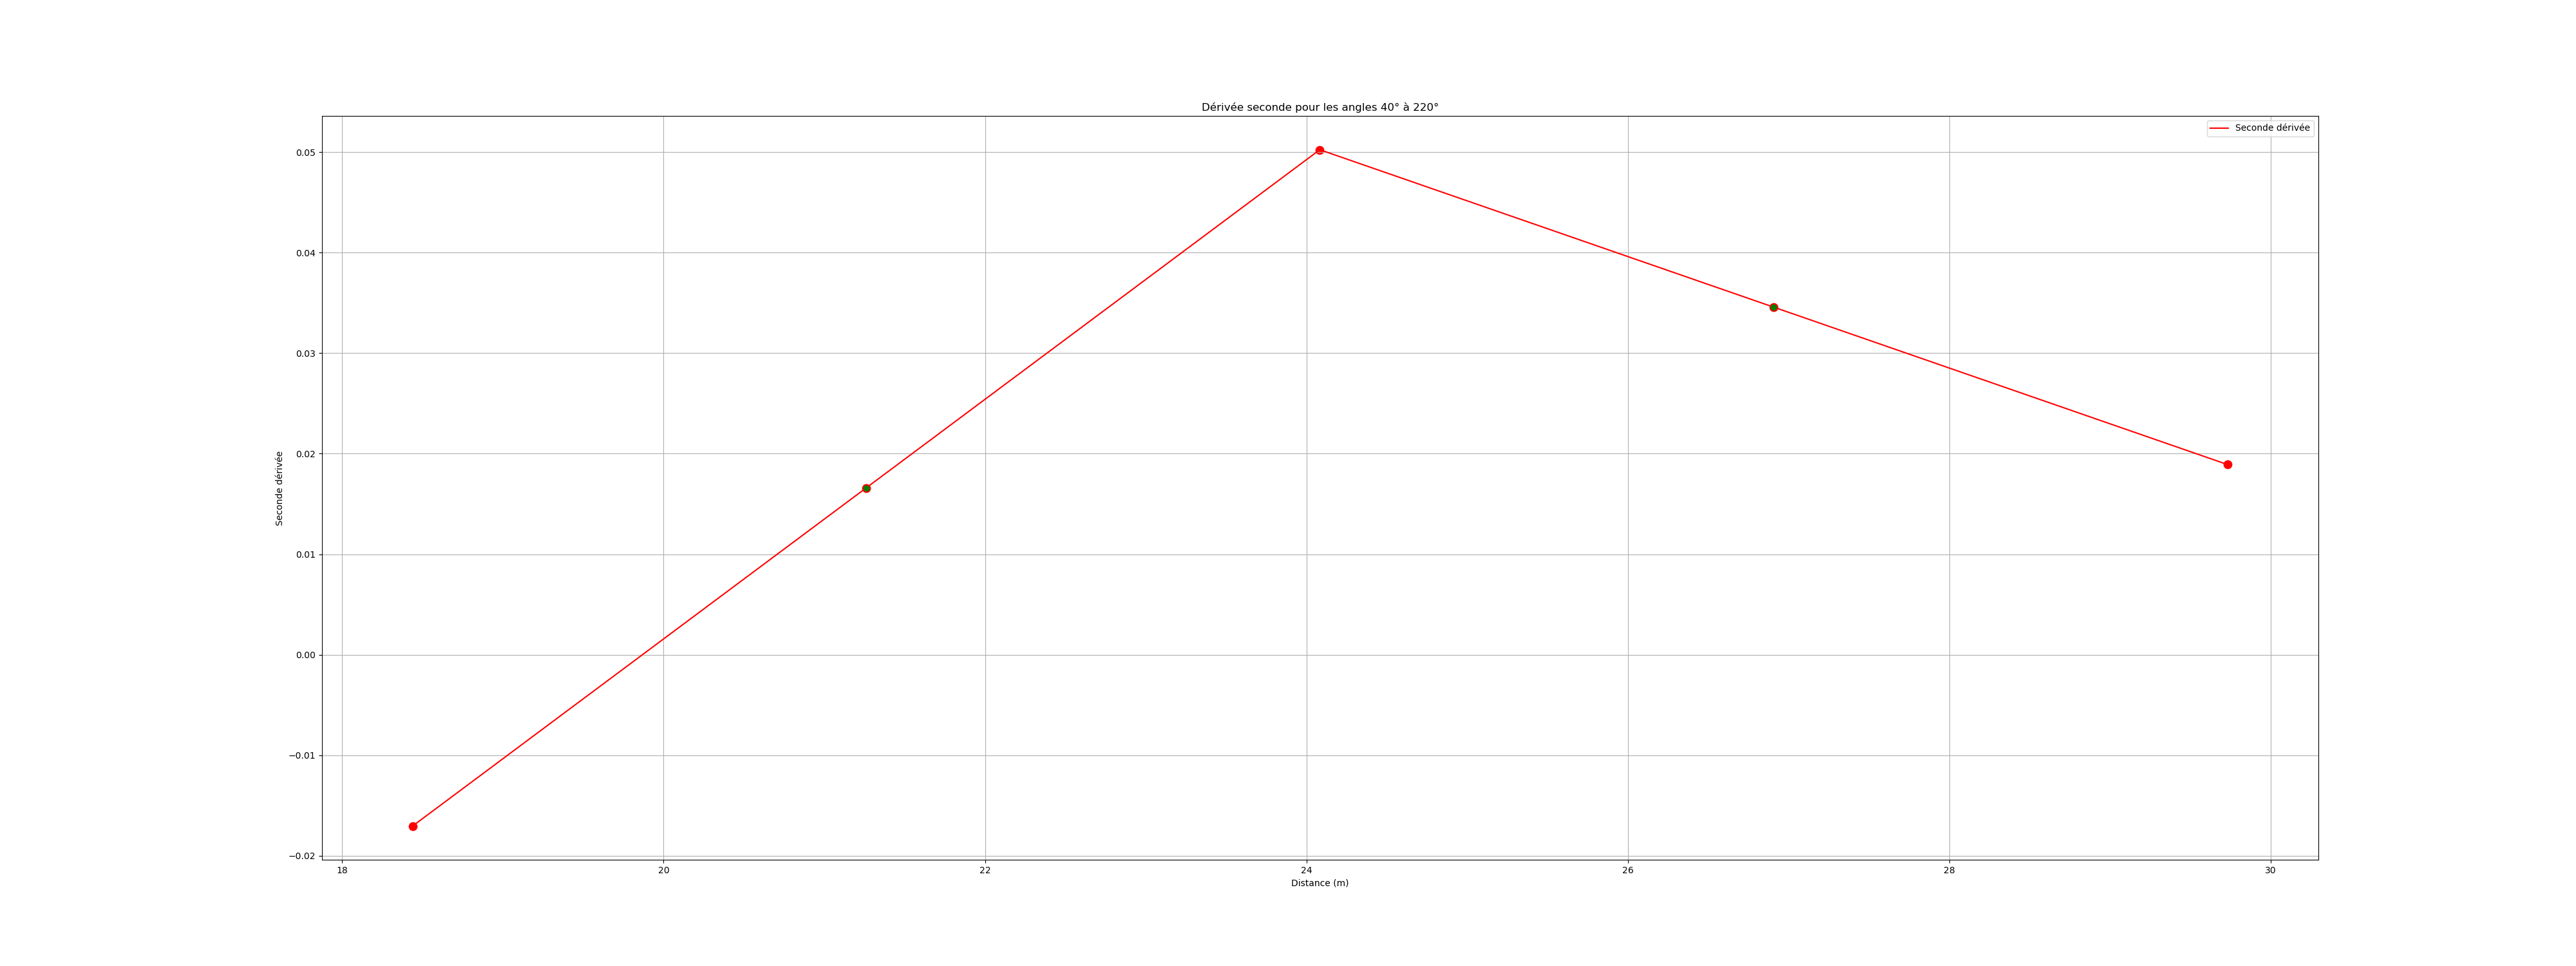 Dérivée seconde pour les angles 40° à 220°
Seconde dérivée
0.05
0.04
0.03
0.02
0.01
0.00
−0.01
−0.02
Seconde dérivée
18 20 22 24 26 28 30
Distance (m)